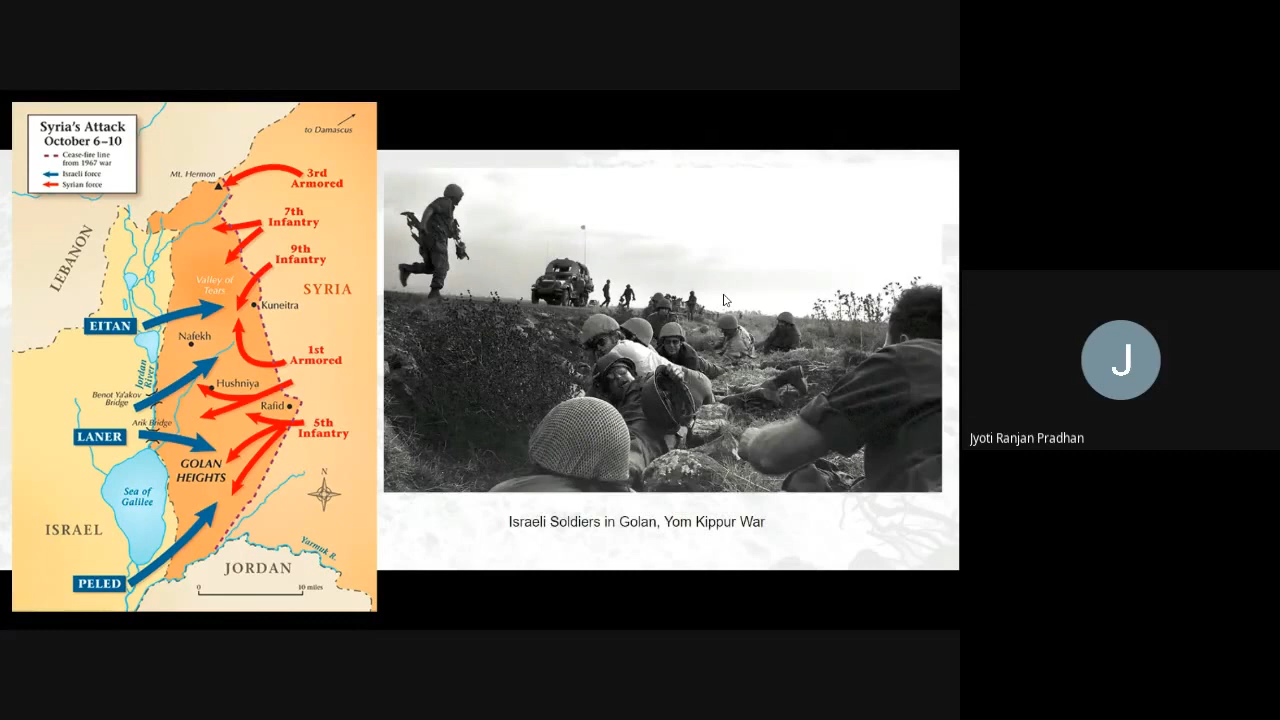 Syria's Attack
October 6–10
Cease-fire line
from 1967 war
Israeli force
Syrian force
to Damascus
Mt. Hermon
3rd
Armored
7th
Infantry
9th
Infantry
LEBANON
Valley of
Tears
SYRIA
Kuneitra
EITAN
Nafekh
1st
Armored
Jordan
River
Hushniya
Benot Ya'akov
Bridge
Rafid
Arik Bridge
5th
Infantry
LANER
GOLAN
HEIGHTS
N
Sea of
Galilee
ISRAEL
Yarmuk R.
JORDAN
PELED
0 10 miles
Israeli Soldiers in Golan, Yom Kippur War
J
Jyoti Ranjan Pradhan